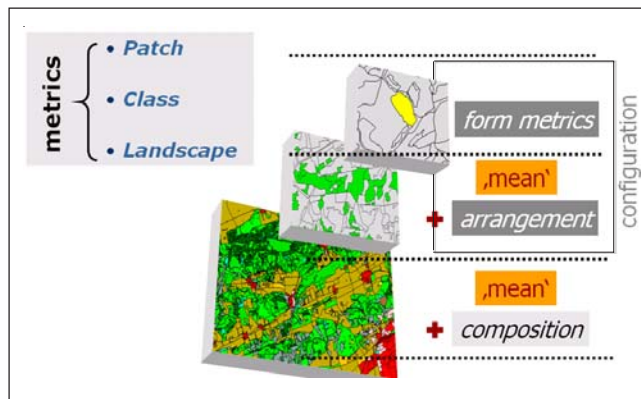 metrics
• Patch
• Class
• Landscape
form metrics
‚mean‘
+ arrangement
configuration
‚mean‘
+ composition